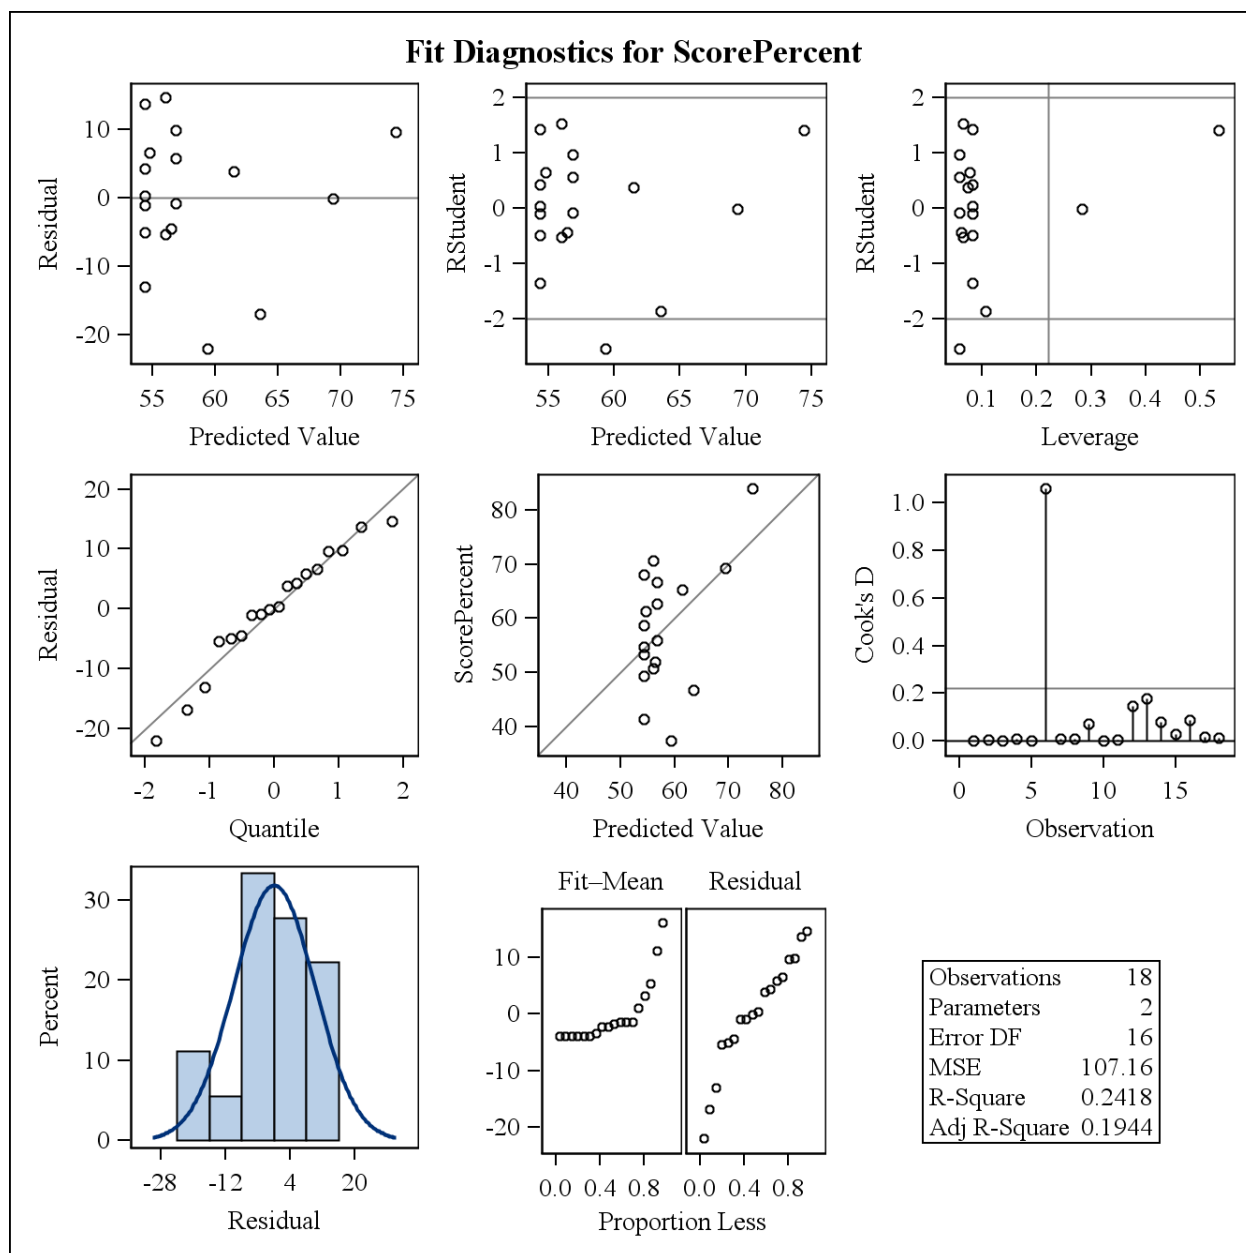 Fit Diagnostics for ScorePercent
10
0
-10
-20
Residual
55 60 65 70 75
Predicted Value
2
1
0
-1
-2
RStudent
55 60 65 70 75
Predicted Value
2
1
0
-1
-2
RStudent
0.1 0.2 0.3 0.4 0.5
Leverage
20
10
0
-10
-20
Residual
-2 -1 0 1 2
Quantile
80
70
60
50
40
ScorePercent
40 50 60 70 80
Predicted Value
1.0
0.8
0.6
0.4
0.2
0.0
Cook's D
0 5 10 15
Observation
30
20
10
0
Percent
-28 -12 4 20
Residual
Fit–Mean Residual
10
0
-10
-20
0.0 0.4 0.8 0.0 0.4 0.8
Proportion Less
Observations 18
Parameters 2
Error DF 16
MSE 107.16
R-Square 0.2418
Adj R-Square 0.1944